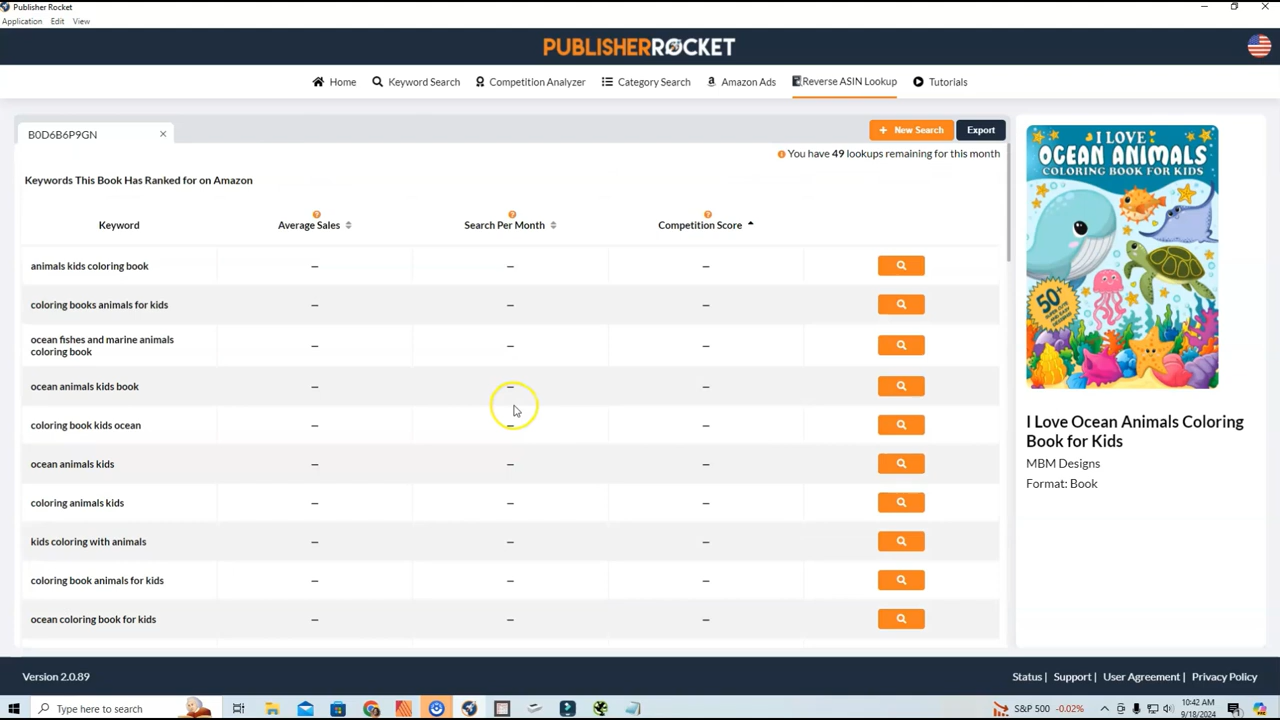 Publisher Rocket
Application Edit View
PUBLISHERROCKET
Home Keyword Search Competition Analyzer Category Search Amazon Ads Reverse ASIN Lookup Tutorials
B0D6B6P9GN
New Search Export
You have 49 lookups remaining for this month
Keywords This Book Has Ranked for on Amazon
Keyword Average Sales Search Per Month Competition Score
animals kids coloring book – – –
coloring books animals for kids – – –
ocean fishes and marine animals
coloring book – – –
ocean animals kids book – – –
coloring book kids ocean – – –
ocean animals kids – – –
coloring animals kids – – –
kids coloring with animals – – –
coloring book animals for kids – – –
ocean coloring book for kids – – –
I LOVE
OCEAN ANIMALS
COLORING BOOK FOR KIDS
50+
I Love Ocean Animals Coloring
Book for Kids
MBM Designs
Format: Book
Version 2.0.89
Status | Support | User Agreement | Privacy Policy
Type here to search
S&P 500 -0.02%
10:42 AM
9/18/2024